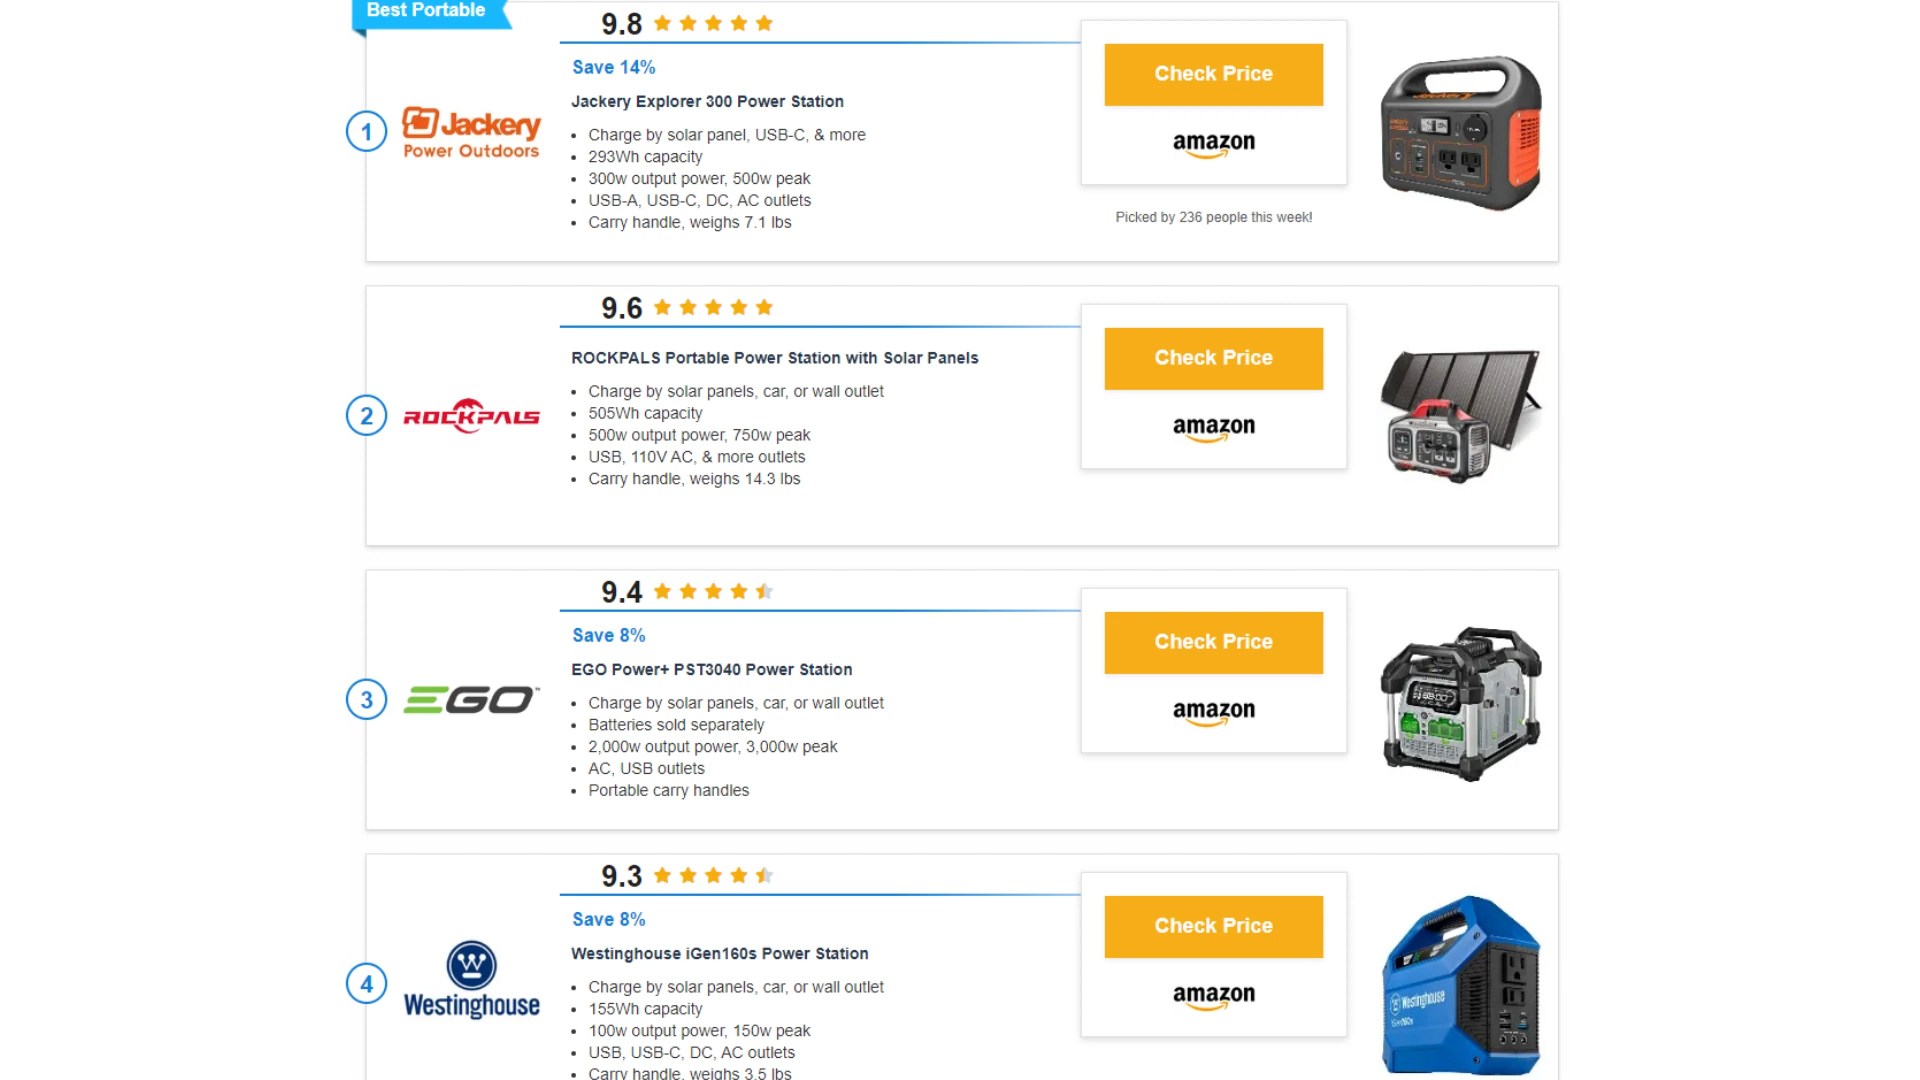 Best Portable
9.8
Save 14%
Jackery Explorer 300 Power Station
1
Jackery
Power Outdoors
• Charge by solar panel, USB-C, & more
• 293Wh capacity
• 300w output power, 500w peak
• USB-A, USB-C, DC, AC outlets
• Carry handle, weighs 7.1 lbs
Check Price
amazon
Picked by 236 people this week!
9.6
ROCKPALS Portable Power Station with Solar Panels
2
ROCKPALS
• Charge by solar panels, car, or wall outlet
• 505Wh capacity
• 500w output power, 750w peak
• USB, 110V AC, & more outlets
• Carry handle, weighs 14.3 lbs
Check Price
amazon
9.4
Save 8%
EGO Power+ PST3040 Power Station
3
EGO
• Charge by solar panels, car, or wall outlet
• Batteries sold separately
• 2,000w output power, 3,000w peak
• AC, USB outlets
• Portable carry handles
Check Price
amazon
9.3
Save 8%
Westinghouse iGen160s Power Station
4
Westinghouse
• Charge by solar panels, car, or wall outlet
• 155Wh capacity
• 100w output power, 150w peak
• USB, USB-C, DC, AC outlets
• Carry handle, weighs 3.5 lbs
Check Price
amazon
Westinghouse
iGen160s